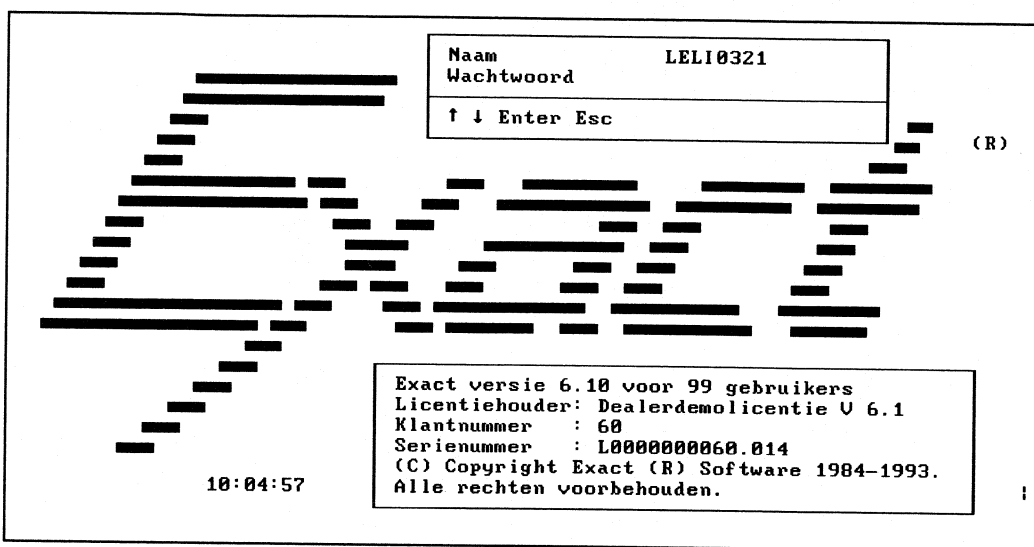 Naam LELI0321
Wachtwoord
↑ ↓ Enter Esc
(R)
Exact
Exact versie 6.10 voor 99 gebruikers
Licentiehouder: Dealerdemolicentie V 6.1
Klantnummer : 60
Serienummer : L0000000060.014
(C) Copyright Exact (R) Software 1984-1993.
Alle rechten voorbehouden.
10:04:57